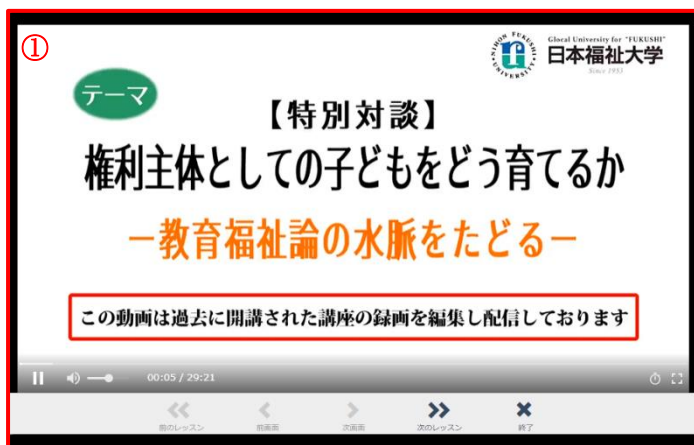 ①
Glocal University for "FUKUSHI"
日本福祉大学
Since 1953
NIHON FUKUSHI UNIVERSITY
テーマ
【特別対談】
権利主体としての子どもをどう育てるか
－教育福祉論の水脈をたどる－
この動画は過去に開講された講座の録画を編集し配信しております
00:05 / 29:21
前のレッスン 前画面 次画面 次のレッスン 終了